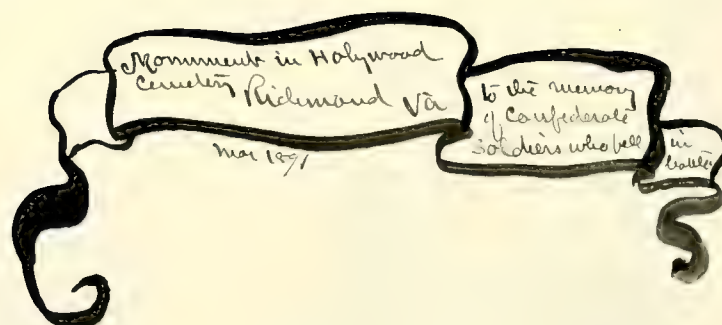 Monument in Holywood
Cemetery Richmond Va
to the memory
of Confederate
Soldiers who fell
in
battle
Mar 1891